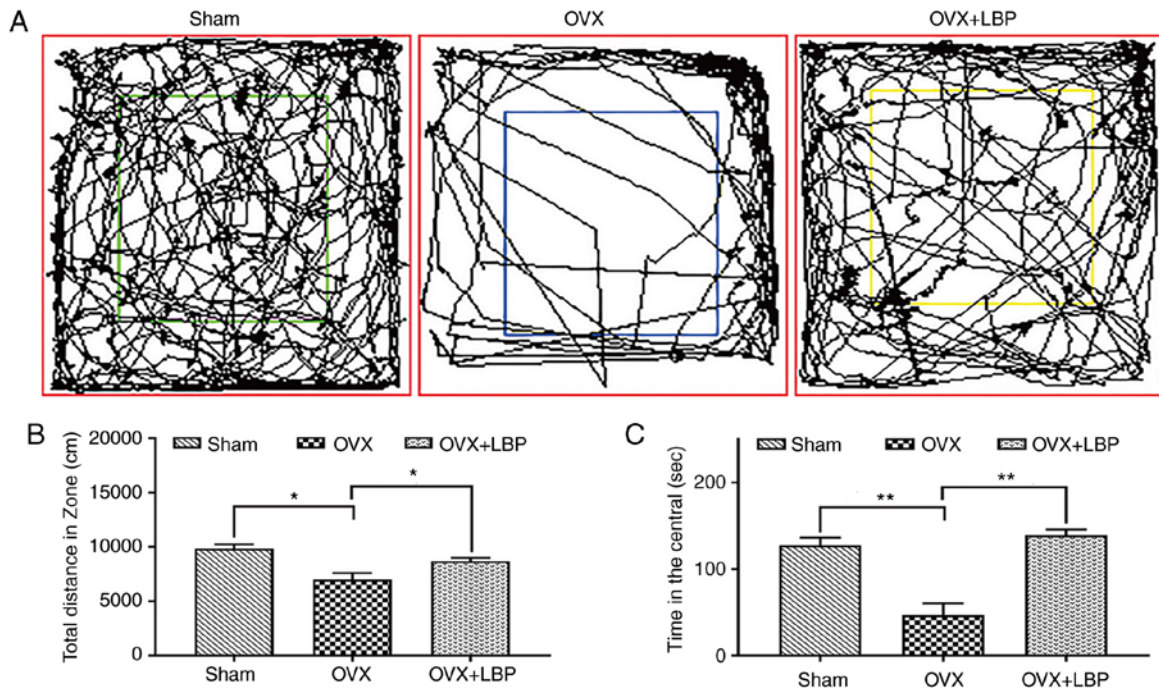 A
Sham
OVX
OVX+LBP
B
Total distance in Zone (cm)
20000
15000
10000
5000
0
Sham
OVX
OVX+LBP
*
*
Sham
OVX
OVX+LBP
C
Time in the central (sec)
200
100
0
Sham
OVX
OVX+LBP
**
**
Sham
OVX
OVX+LBP